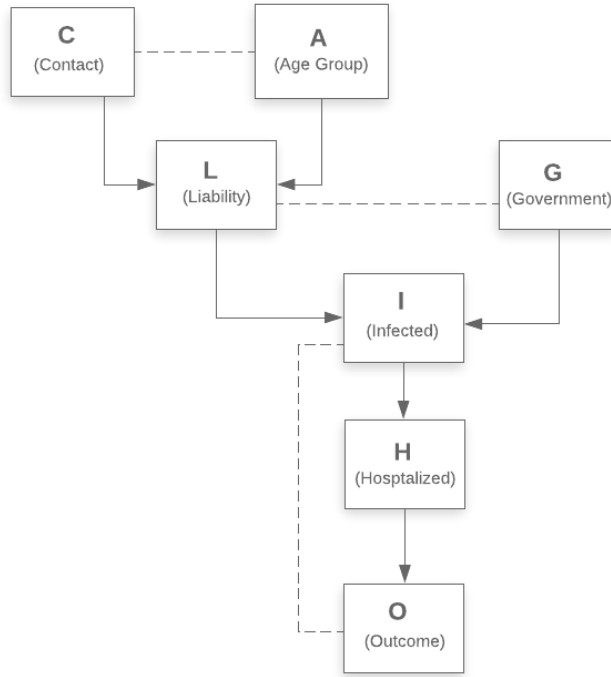 C
(Contact)
A
(Age Group)
L
(Liability)
G
(Government)
I
(Infected)
H
(Hosptalized)
O
(Outcome)